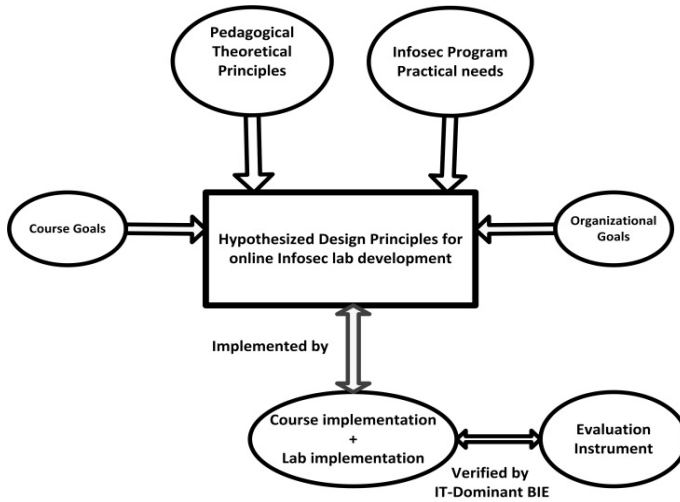 Pedagogical
Theoretical
Principles
Infosec Program
Practical needs
Course Goals
Hypothesized Design Principles for
online Infosec lab development
Organizational
Goals
Implemented by
Course implementation
+
Lab implementation
Evaluation
Instrument
Verified by
IT-Dominant BIE